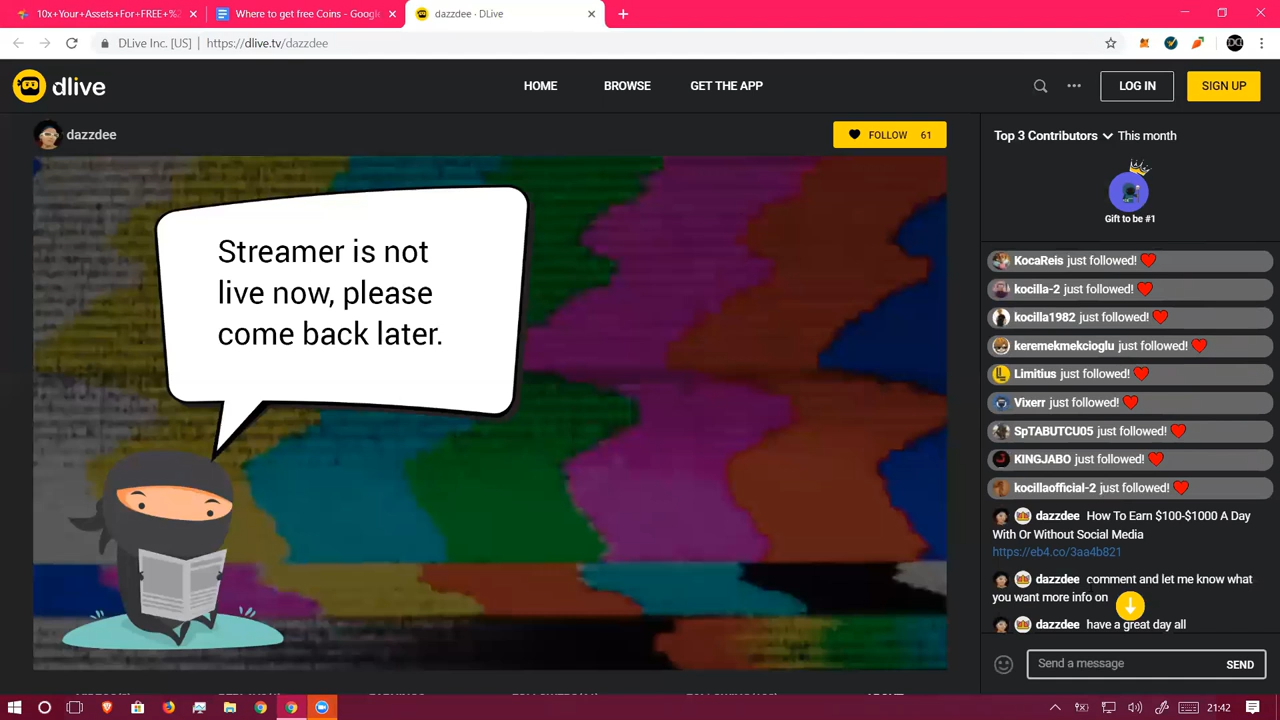 10x+Your+Assets+For+FREE+%2
Where to get free Coins - Google
dazzdee · DLive
DLive Inc. [US]
https://dlive.tv/dazzdee
dlive
HOME
BROWSE
GET THE APP
LOG IN
SIGN UP
dazzdee
FOLLOW 61
Top 3 Contributors This month
Gift to be #1
Streamer is not
live now, please
come back later.
KocaReis just followed!
kocilla-2 just followed!
kocilla1982 just followed!
keremekmekcioglu just followed!
Limitius just followed!
Vixerr just followed!
SpTABUTCU05 just followed!
KINGJABO just followed!
kocillaofficial-2 just followed!
dazzdee How To Earn $100-$1000 A Day
With Or Without Social Media
https://eb4.co/3aa4b821
dazzdee comment and let me know what
you want more info on
dazzdee have a great day all
Send a message
SEND
21:42